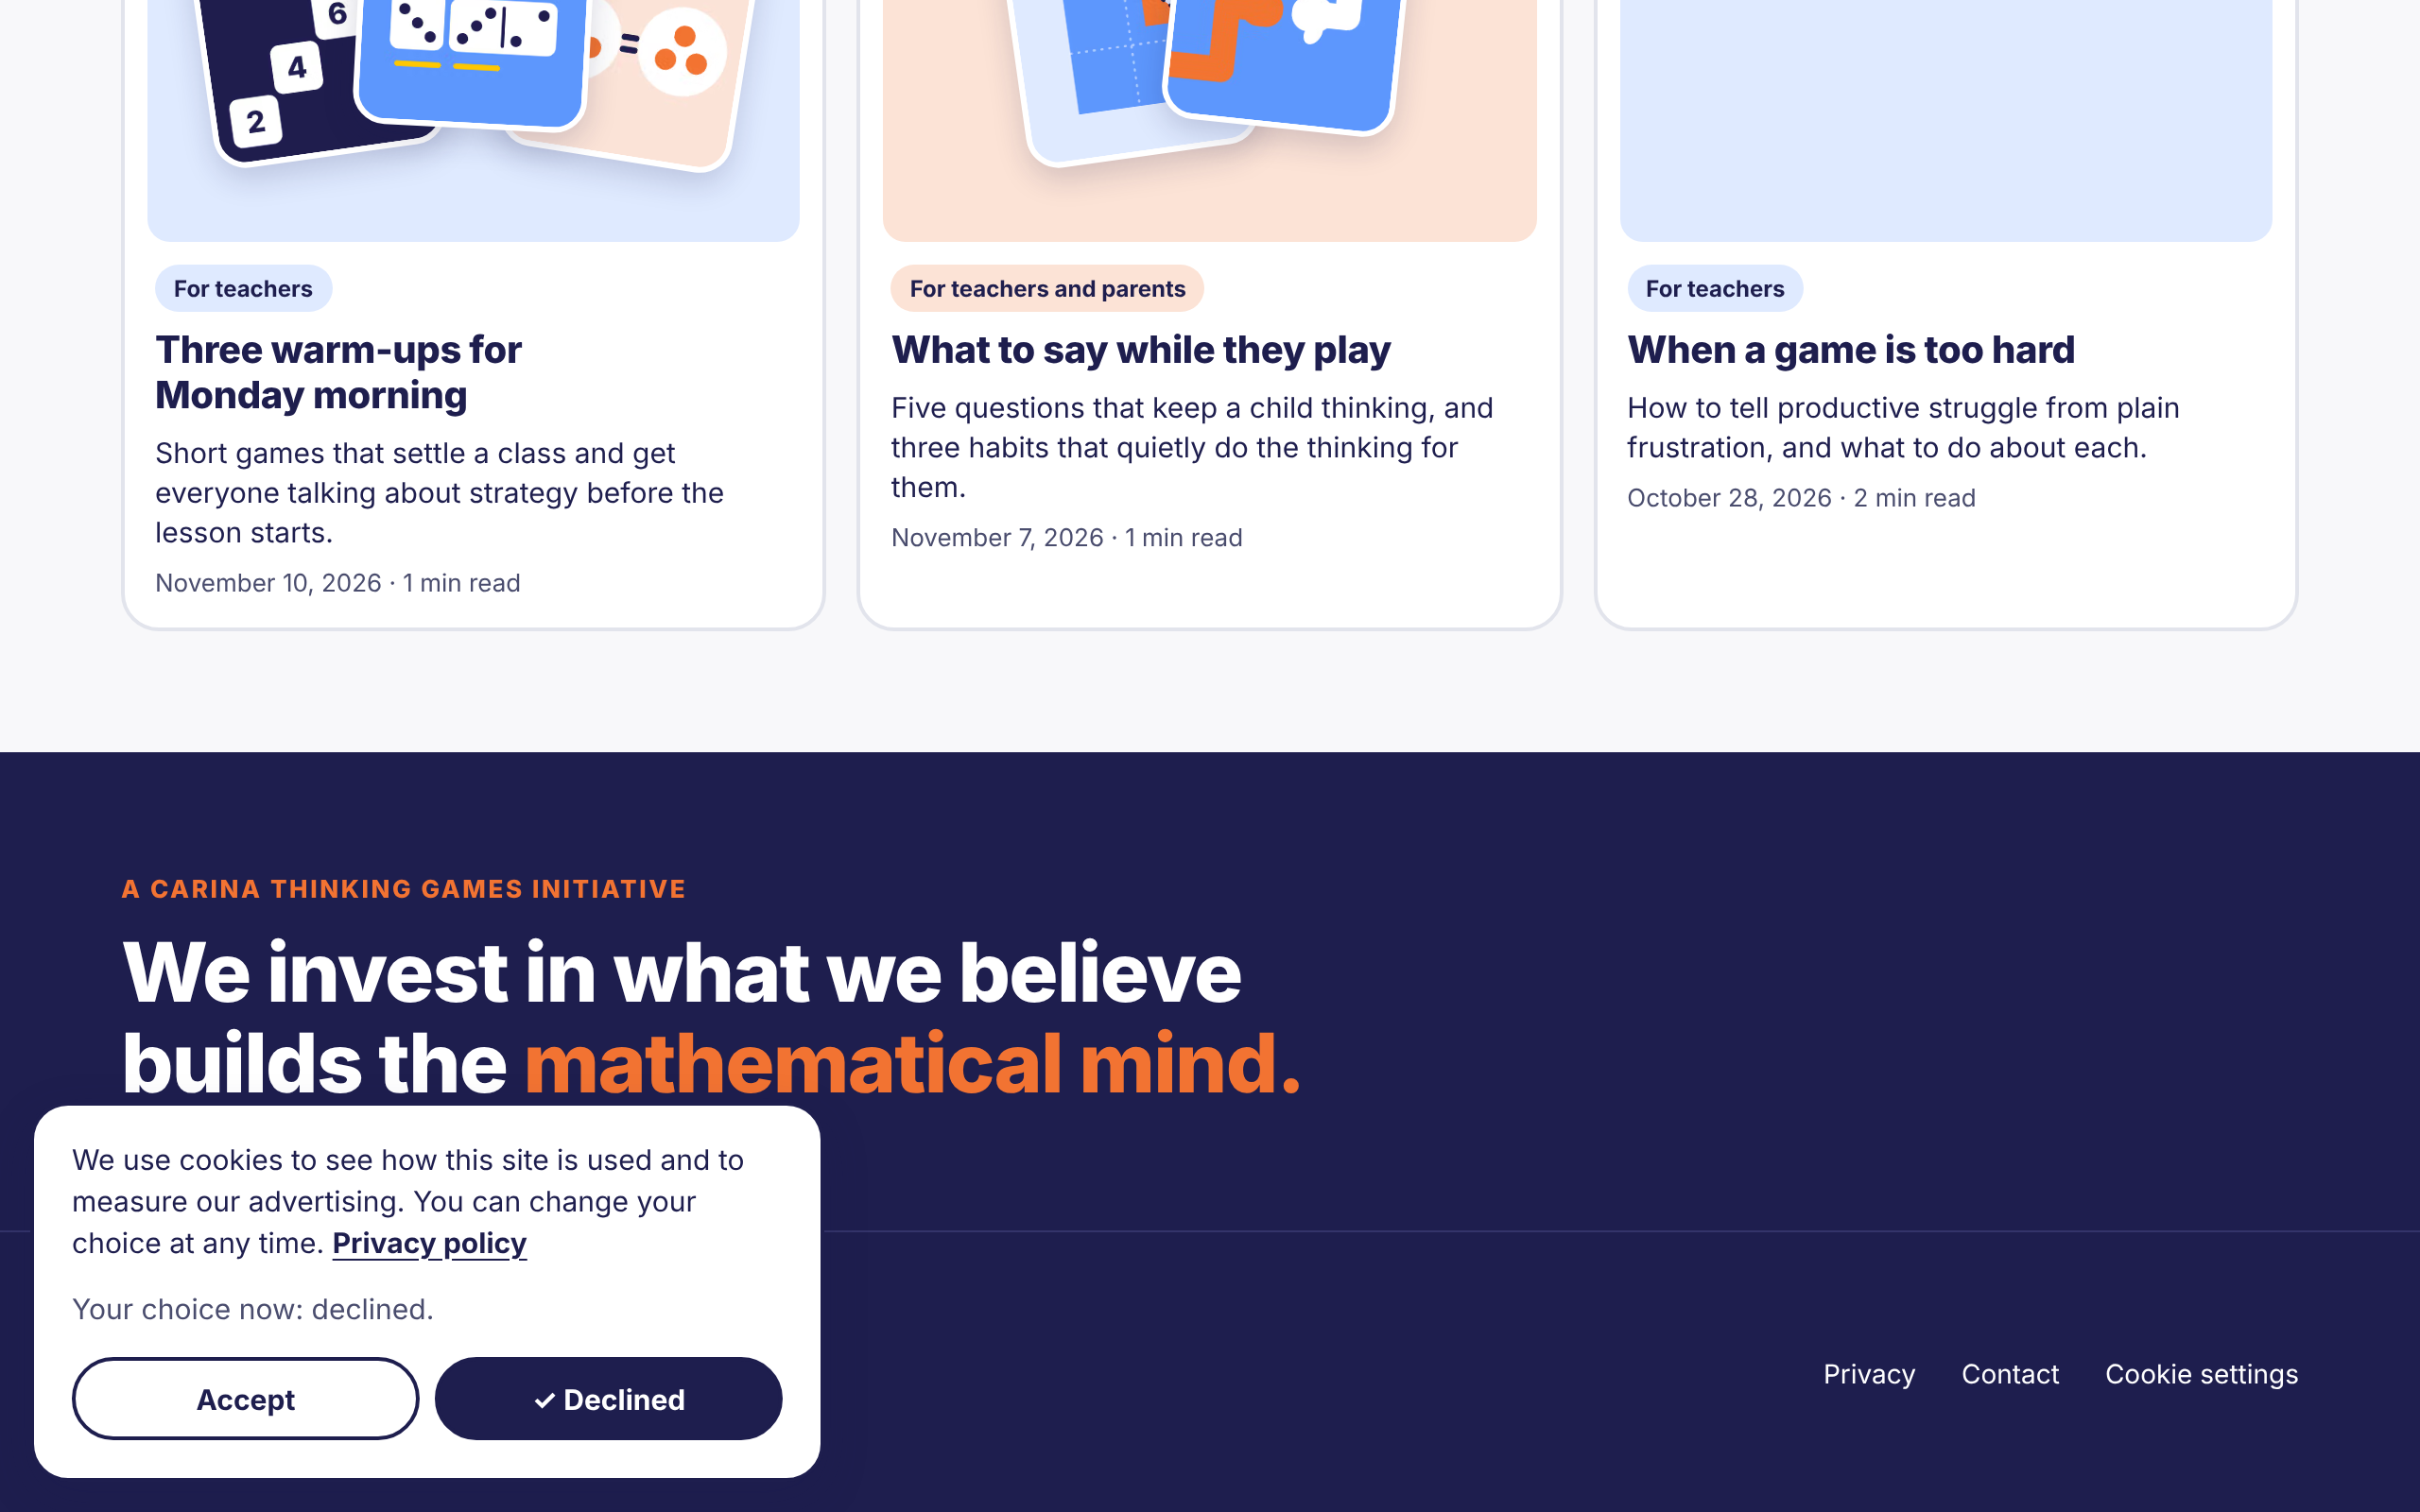 6
4
2
=
For teachers
Three warm-ups for
Monday morning
Short games that settle a class and get
everyone talking about strategy before the
lesson starts.
November 10, 2026 · 1 min read
For teachers and parents
What to say while they play
Five questions that keep a child thinking, and
three habits that quietly do the thinking for
them.
November 7, 2026 · 1 min read
For teachers
When a game is too hard
How to tell productive struggle from plain
frustration, and what to do about each.
October 28, 2026 · 2 min read
A CARINA THINKING GAMES INITIATIVE
We invest in what we believe
builds the mathematical mind.
We use cookies to see how this site is used and to
measure our advertising. You can change your
choice at any time. Privacy policy
Your choice now: declined.
Accept
✓ Declined
Privacy
Contact
Cookie settings